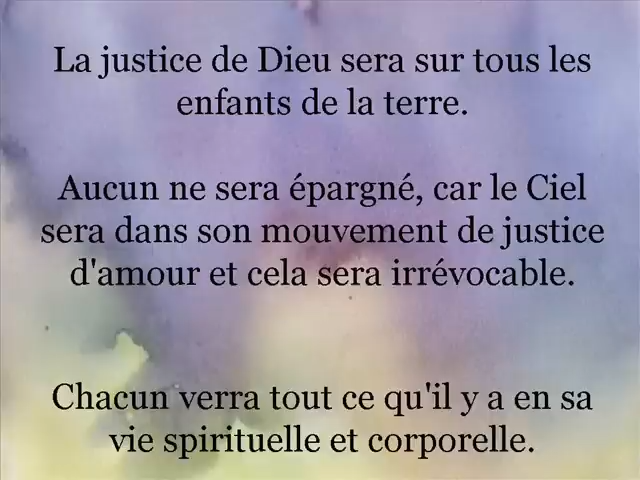 La justice de Dieu sera sur tous les
enfants de la terre.
Aucun ne sera épargné, car le Ciel
sera dans son mouvement de justice
d'amour et cela sera irrévocable.
Chacun verra tout ce qu'il y a en sa
vie spirituelle et corporelle.